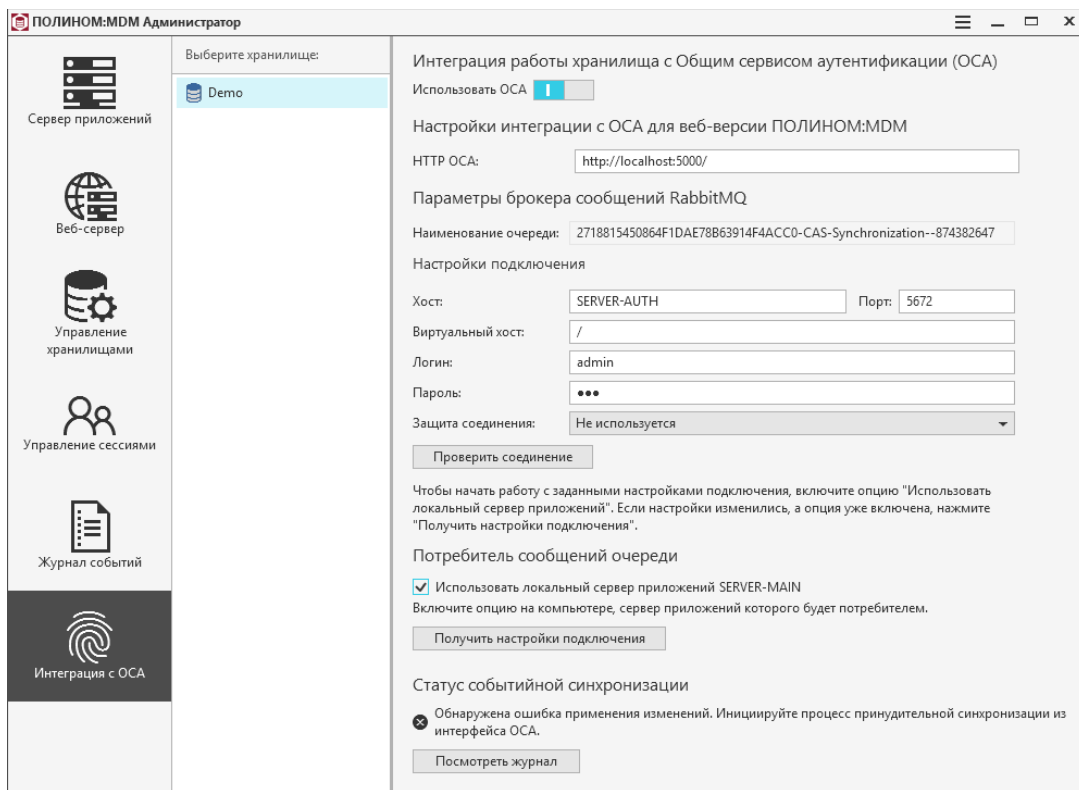 ПОЛИНОМ:MDM Администратор
Сервер приложений
Веб-сервер
Управление
хранилищами
Управление сессиями
Журнал событий
Интеграция с ОСА
Выберите хранилище:
Demo
Интеграция работы хранилища с Общим сервисом аутентификации (ОСА)
Использовать ОСА
Настройки интеграции с ОСА для веб-версии ПОЛИНОМ:MDM
HTTP ОСА: http://localhost:5000/
Параметры брокера сообщений RabbitMQ
Наименование очереди: 2718815450864F1DAE78B63914F4ACC0-CAS-Synchronization--874382647
Настройки подключения
Хост: SERVER-AUTH Порт: 5672
Виртуальный хост: /
Логин: admin
Пароль: •••
Защита соединения: Не используется
Проверить соединение
Чтобы начать работу с заданными настройками подключения, включите опцию "Использовать
локальный сервер приложений". Если настройки изменились, а опция уже включена, нажмите
"Получить настройки подключения".
Потребитель сообщений очереди
Использовать локальный сервер приложений SERVER-MAIN
Включите опцию на компьютере, сервер приложений которого будет потребителем.
Получить настройки подключения
Статус событийной синхронизации
Обнаружена ошибка применения изменений. Инициируйте процесс принудительной синхронизации из
интерфейса ОСА.
Посмотреть журнал